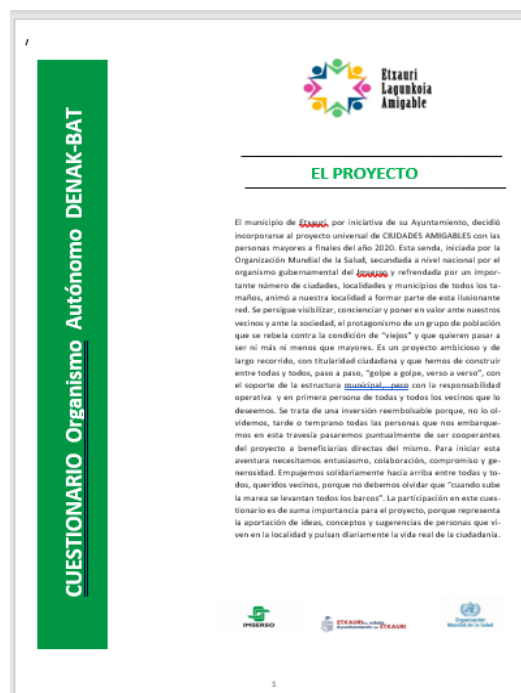 CUESTIONARIO Organismo Autónomo DENAK-BAT
Etxauri
Lagunkoia
Amigable
EL PROYECTO
El municipio de Etxauri, por iniciativa de su Ayuntamiento, decidió
incorporarse al proyecto universal de CIUDADES AMIGABLES con las
personas mayores a finales del año 2020. Esta senda, iniciada por la
Organización Mundial de la Salud, secundada a nivel nacional por el
organismo gubernamental del Imserso y refrendada por un impor-
tante número de ciudades, localidades y municipios de todos los ta-
maños, animó a nuestra localidad a formar parte de esta ilusionante
red. Se persigue visibilizar, concienciar y poner en valor ante nuestros
vecinos y ante la sociedad, el protagonismo de un grupo de población
que se rebela contra la condición de "viejos" y que quieren pasar a
ser ni más ni menos que mayores. Es un proyecto ambicioso y de
largo recorrido, con titularidad ciudadana y que hemos de construir
entre todas y todos, paso a paso, "golpe a golpe, verso a verso", con
el soporte de la estructura municipal, pero con la responsabilidad
operativa y en primera persona de todas y todos los vecinos que lo
deseemos. Se trata de una inversión reembolsable porque, no lo ol-
videmos, tarde o temprano todas las personas que nos embarque-
mos en esta travesía pasaremos puntualmente de ser cooperantes
del proyecto a beneficiarias directas del mismo. Para iniciar esta
aventura necesitamos entusiasmo, colaboración, compromiso y ge-
nerosidad. Empujemos solidariamente hacia arriba entre todas y to-
dos, queridos vecinos, porque no debemos olvidar que "cuando sube
la marea se levantan todos los barcos". La participación en este cues-
tionario es de suma importancia para el proyecto, porque representa
la aportación de ideas, conceptos y sugerencias de personas que vi-
ven en la localidad y pulsan diariamente la vida real de la ciudadanía.
IMSERSO
ETXAURI
Ayuntamiento de ETXAURI
Organización
Mundial de la Salud
1